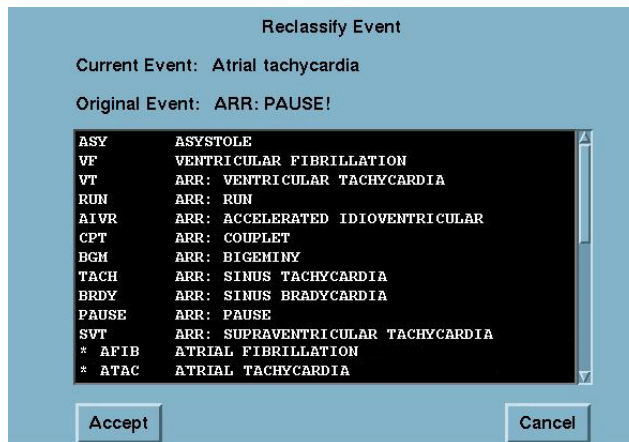 Reclassify Event
Current Event: Atrial tachycardia
Original Event: ARR: PAUSE!
ASY ASYSTOLE
VF VENTRICULAR FIBRILLATION
VT ARR: VENTRICULAR TACHYCARDIA
RUN ARR: RUN
AIVR ARR: ACCELERATED IDIOVENTRICULAR
CPT ARR: COUPLET
BGM ARR: BIGEMINY
TACH ARR: SINUS TACHYCARDIA
BRDY ARR: SINUS BRADYCARDIA
PAUSE ARR: PAUSE
SVT ARR: SUPRAVENTRICULAR TACHYCARDIA
* AFIB ATRIAL FIBRILLATION
* ATAC ATRIAL TACHYCARDIA
Accept Cancel